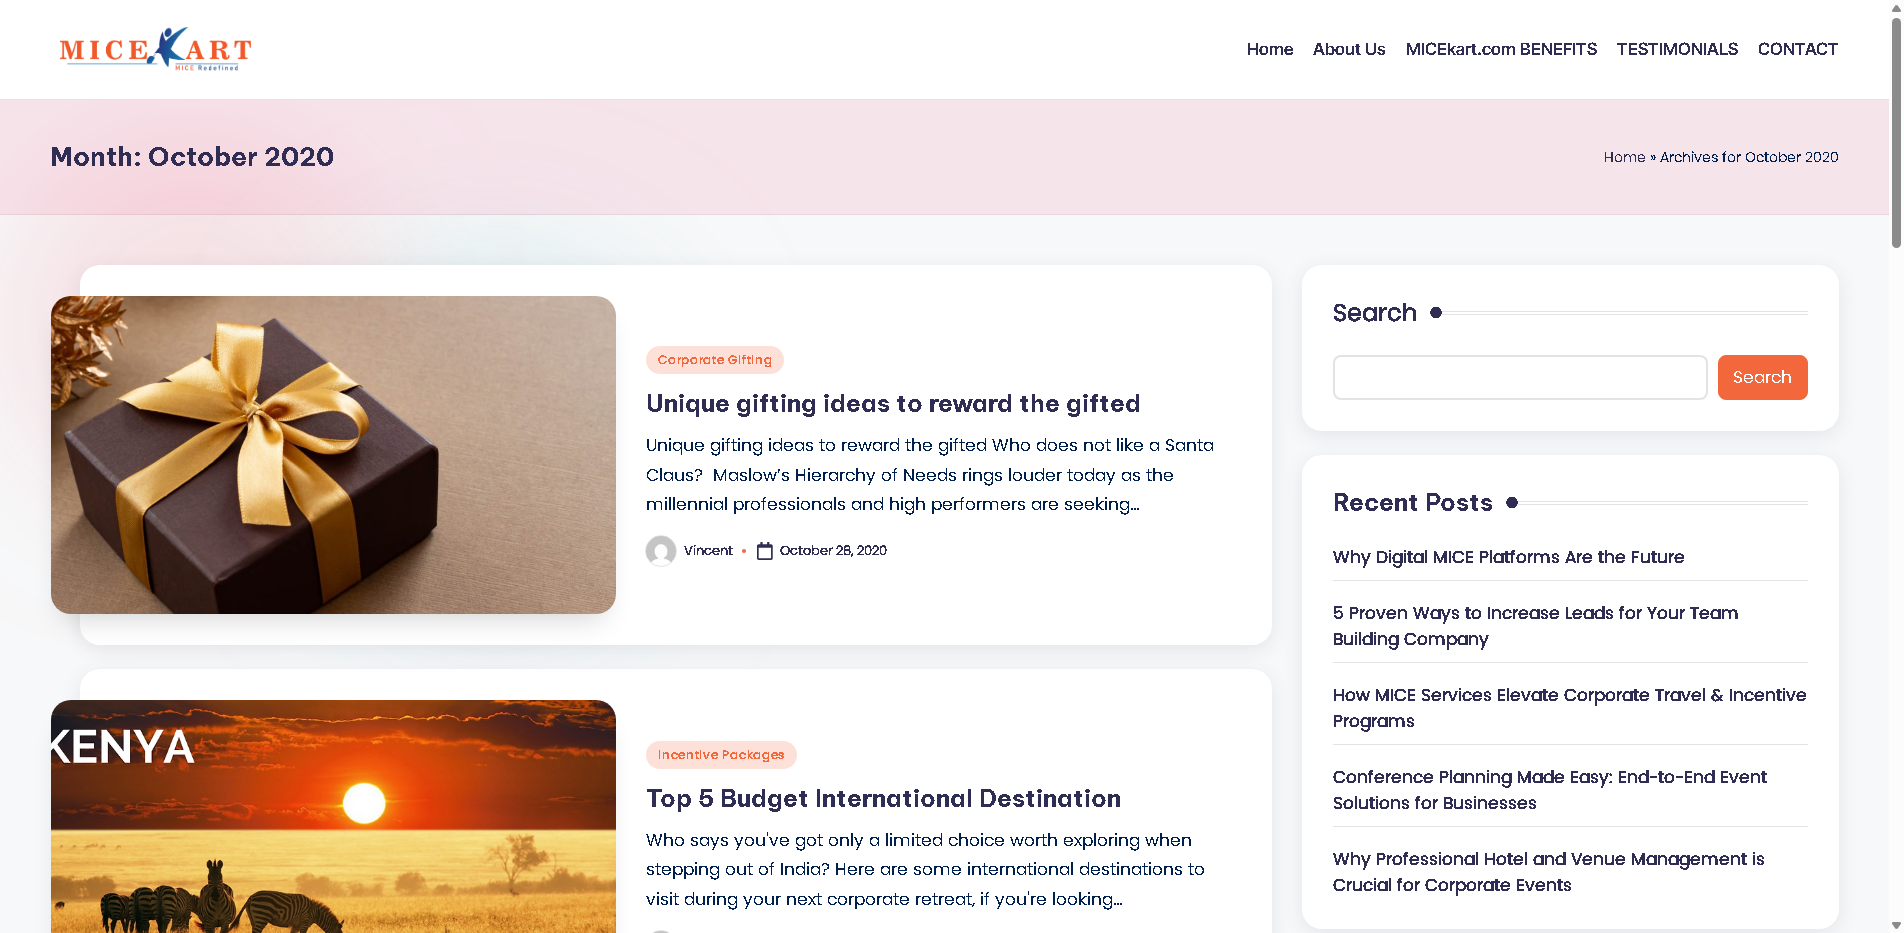 MICEKART
MICE Redefined
Home
About Us
MICEkart.com BENEFITS
TESTIMONIALS
CONTACT
Month: October 2020
Home » Archives for October 2020
Corporate Gifting
Unique gifting ideas to reward the gifted
Unique gifting ideas to reward the gifted Who does not like a Santa
Claus?  Maslow’s Hierarchy of Needs rings louder today as the
millennial professionals and high performers are seeking…
Vincent
October 28, 2020
KENYA
Incentive Packages
Top 5 Budget International Destination
Who says you've got only a limited choice worth exploring when
stepping out of India? Here are some international destinations to
visit during your next corporate retreat, if you're looking…
Search
Search
Recent Posts
Why Digital MICE Platforms Are the Future
5 Proven Ways to Increase Leads for Your Team
Building Company
How MICE Services Elevate Corporate Travel & Incentive
Programs
Conference Planning Made Easy: End-to-End Event
Solutions for Businesses
Why Professional Hotel and Venue Management is
Crucial for Corporate Events